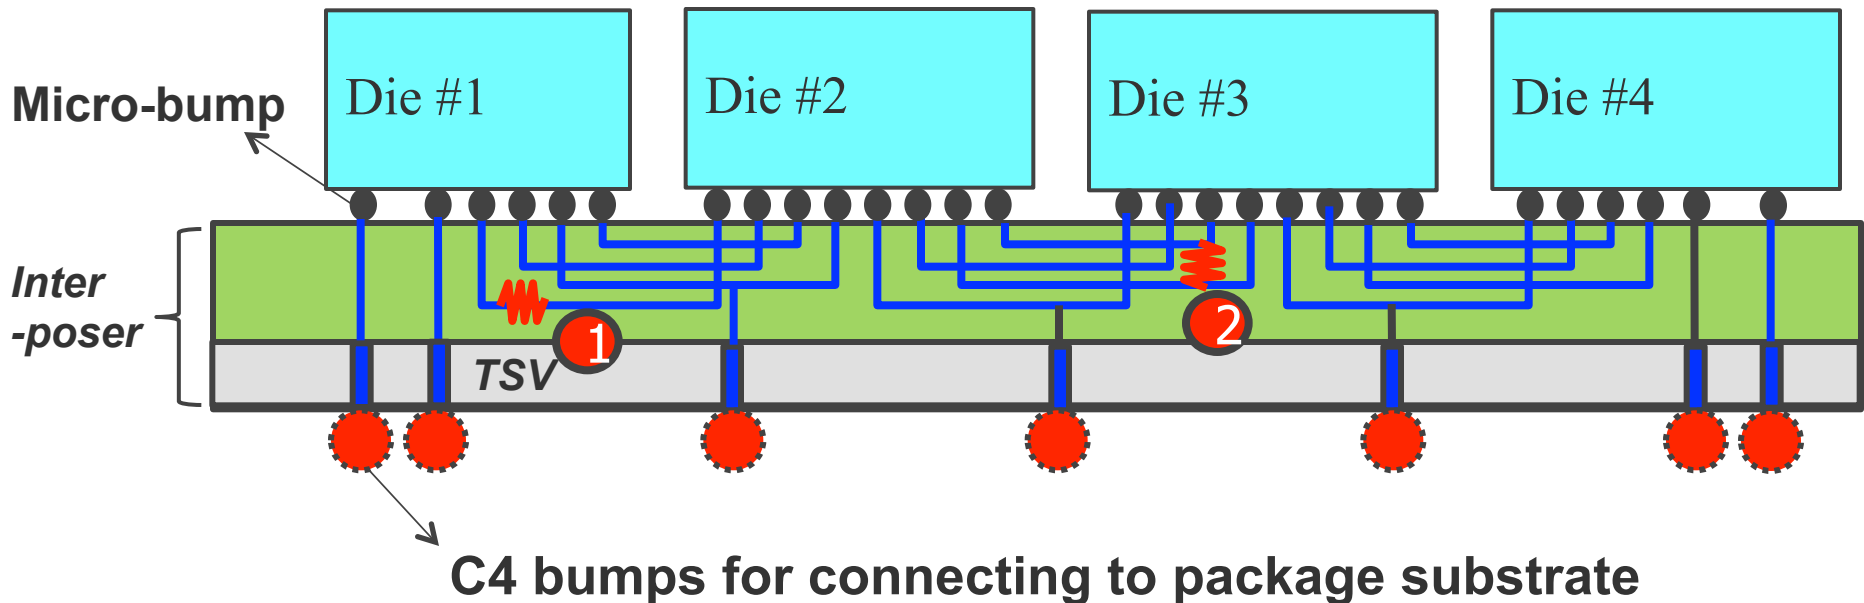 Die #1
Die #2
Die #3
Die #4
Micro-bump
Inter
-poser
1
2
TSV
C4 bumps for connecting to package substrate